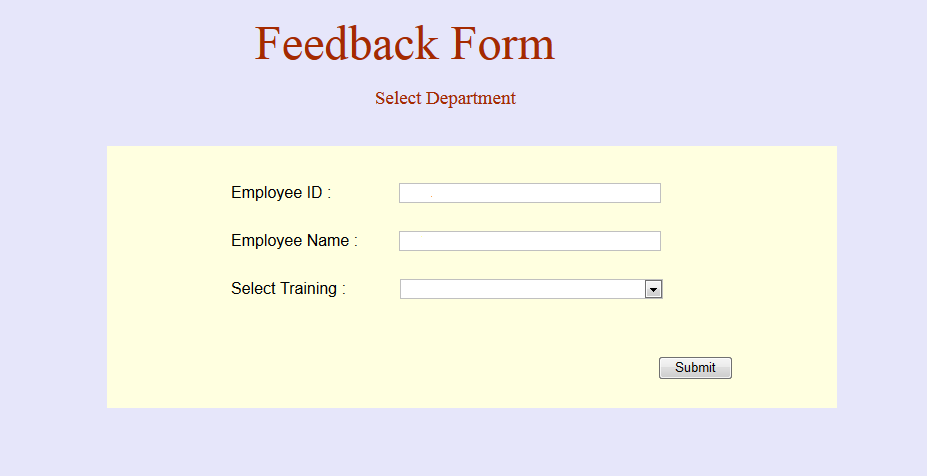 Feedback Form
Select Department
Employee ID :
Employee Name :
Select Training :
Submit